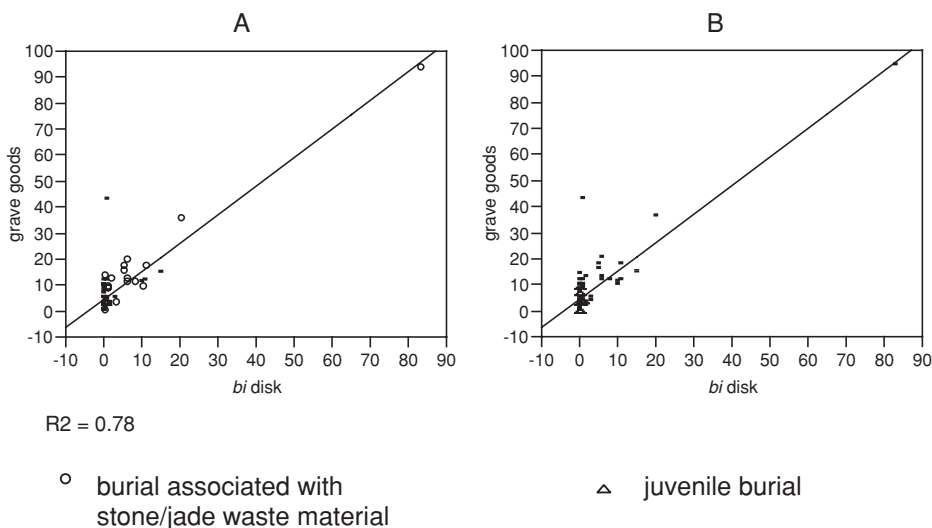 A
B
100
90
80
70
60
50
40
30
20
10
0
-10
grave goods
-10 0 10 20 30 40 50 60 70 80 90
bi disk
100
90
80
70
60
50
40
30
20
10
0
-10
grave goods
-10 0 10 20 30 40 50 60 70 80 90
bi disk
R2 = 0.78
burial associated with
stone/jade waste material
juvenile burial